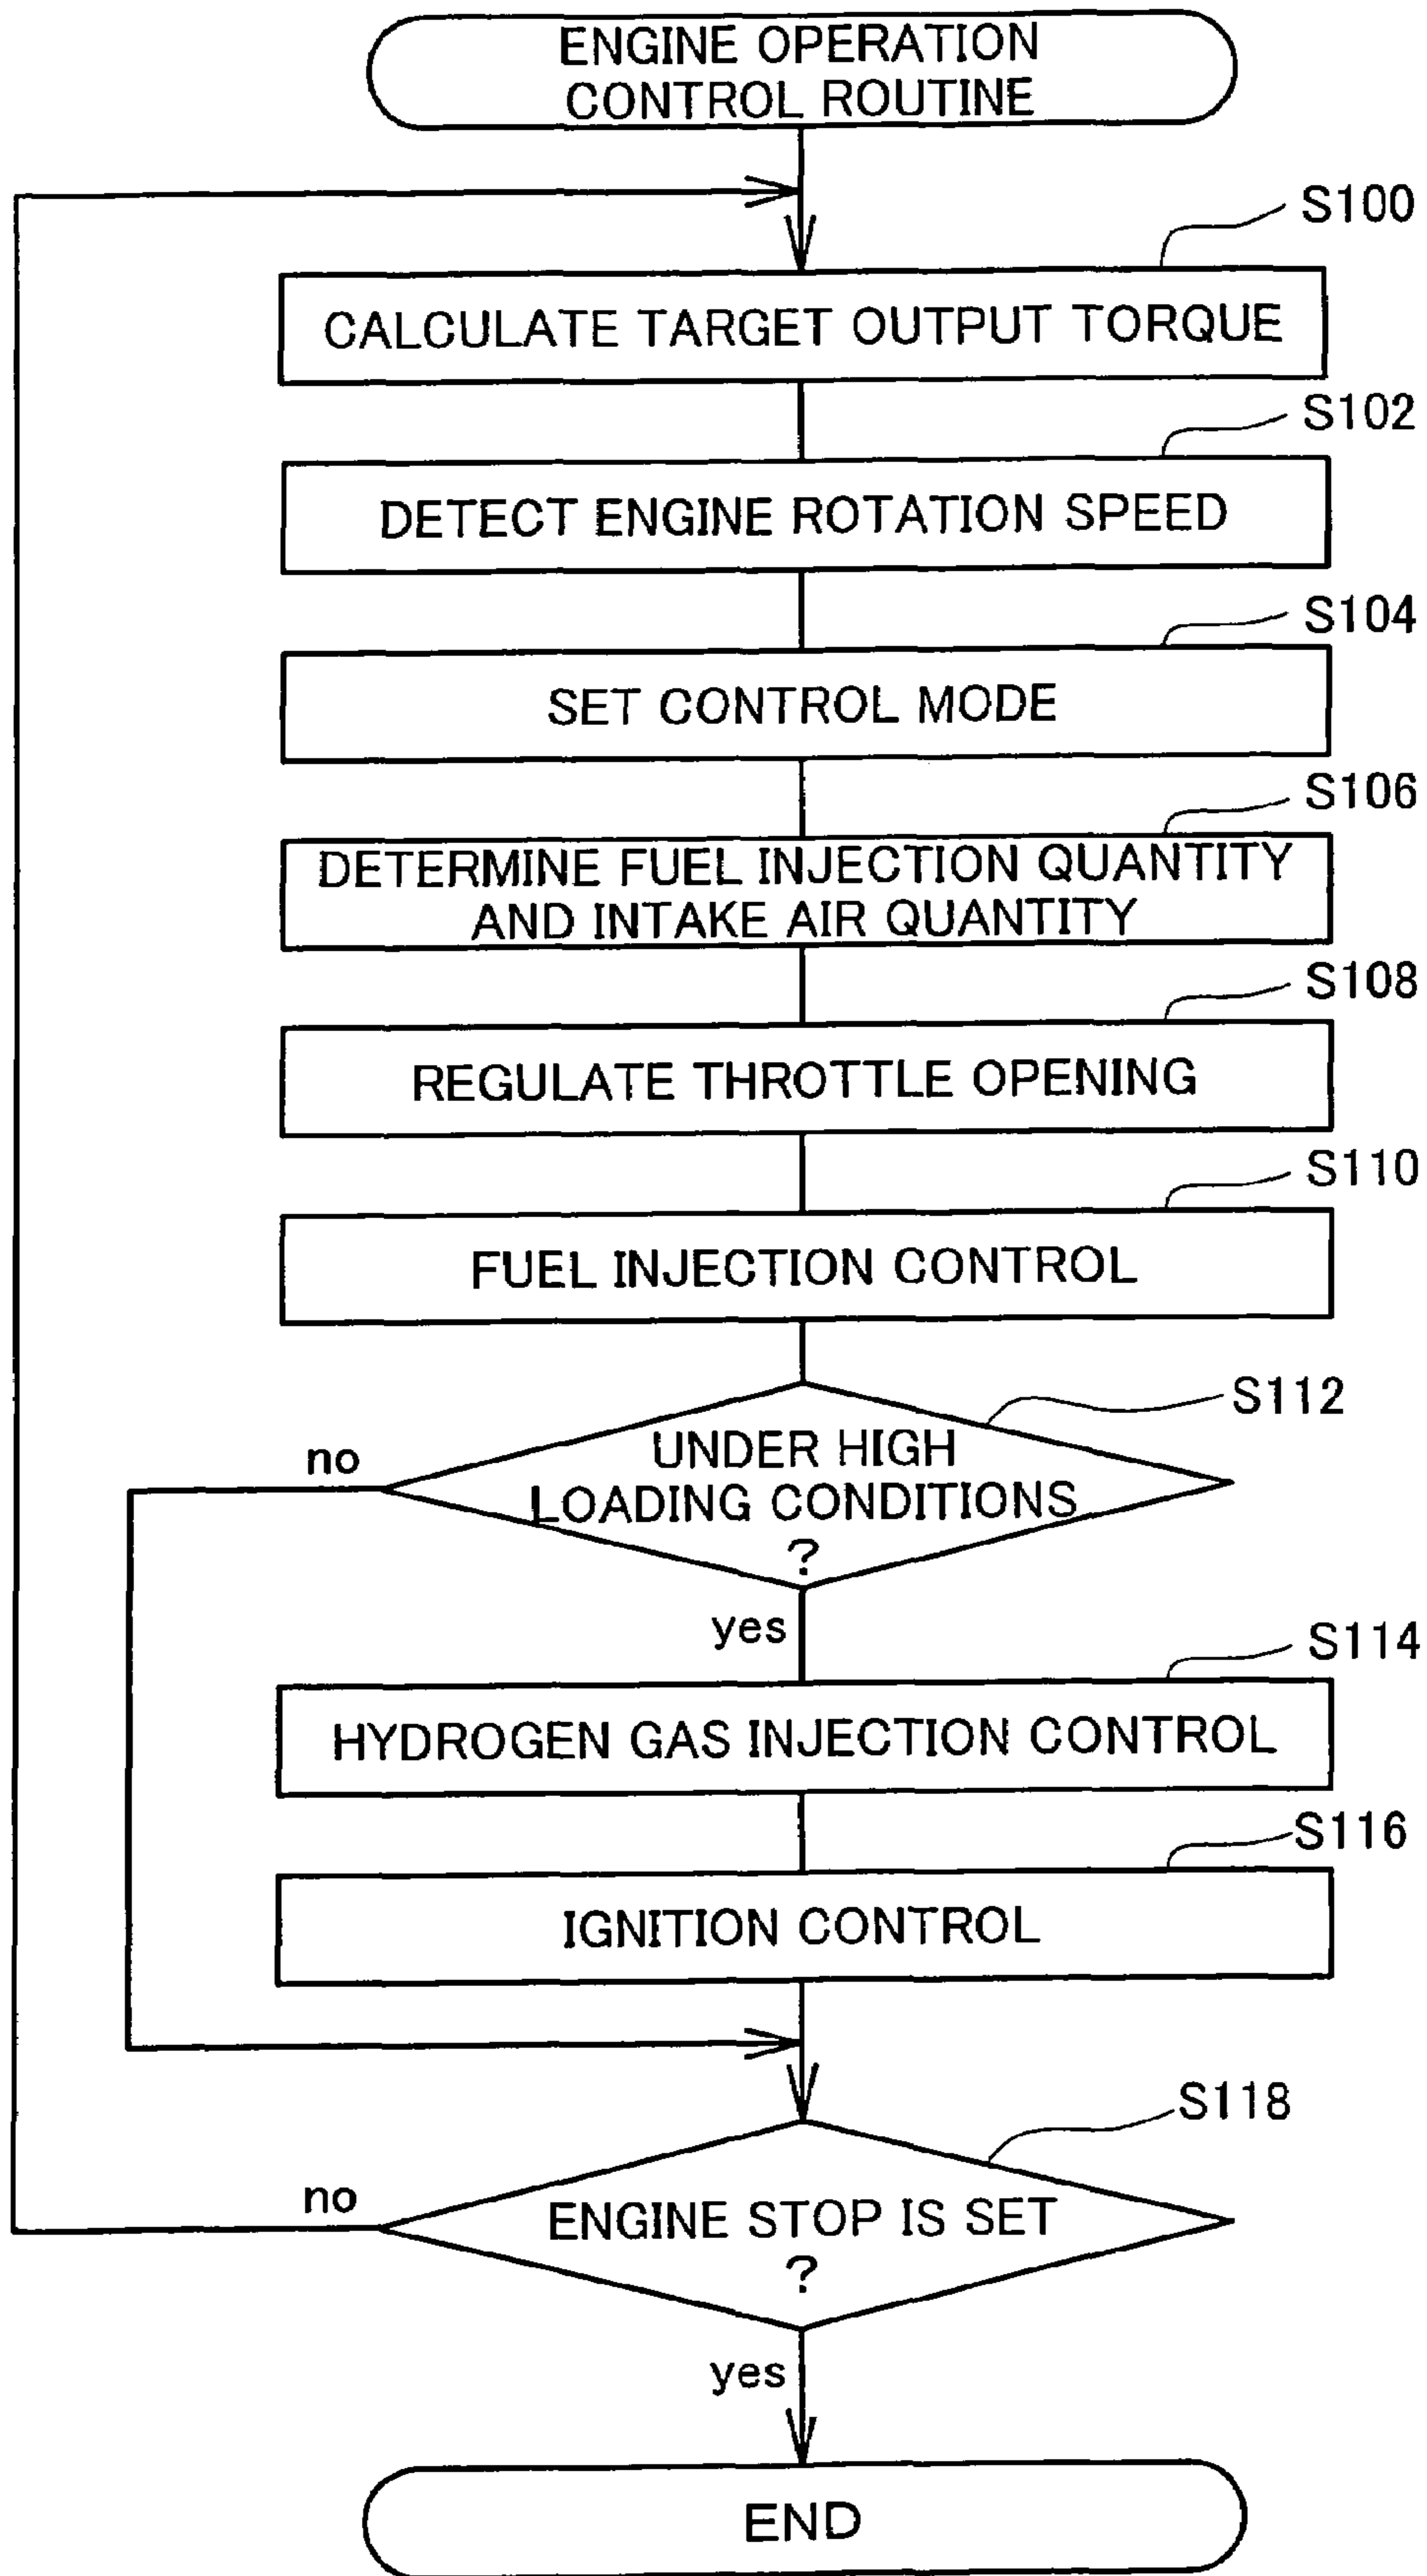 ENGINE OPERATION
CONTROL ROUTINE
S100
CALCULATE TARGET OUTPUT TORQUE
S102
DETECT ENGINE ROTATION SPEED
S104
SET CONTROL MODE
S106
DETERMINE FUEL INJECTION QUANTITY
AND INTAKE AIR QUANTITY
S108
REGULATE THROTTLE OPENING
S110
FUEL INJECTION CONTROL
S112
no
UNDER HIGH
LOADING CONDITIONS
?
yes
S114
HYDROGEN GAS INJECTION CONTROL
S116
IGNITION CONTROL
S118
no
ENGINE STOP IS SET
?
yes
END